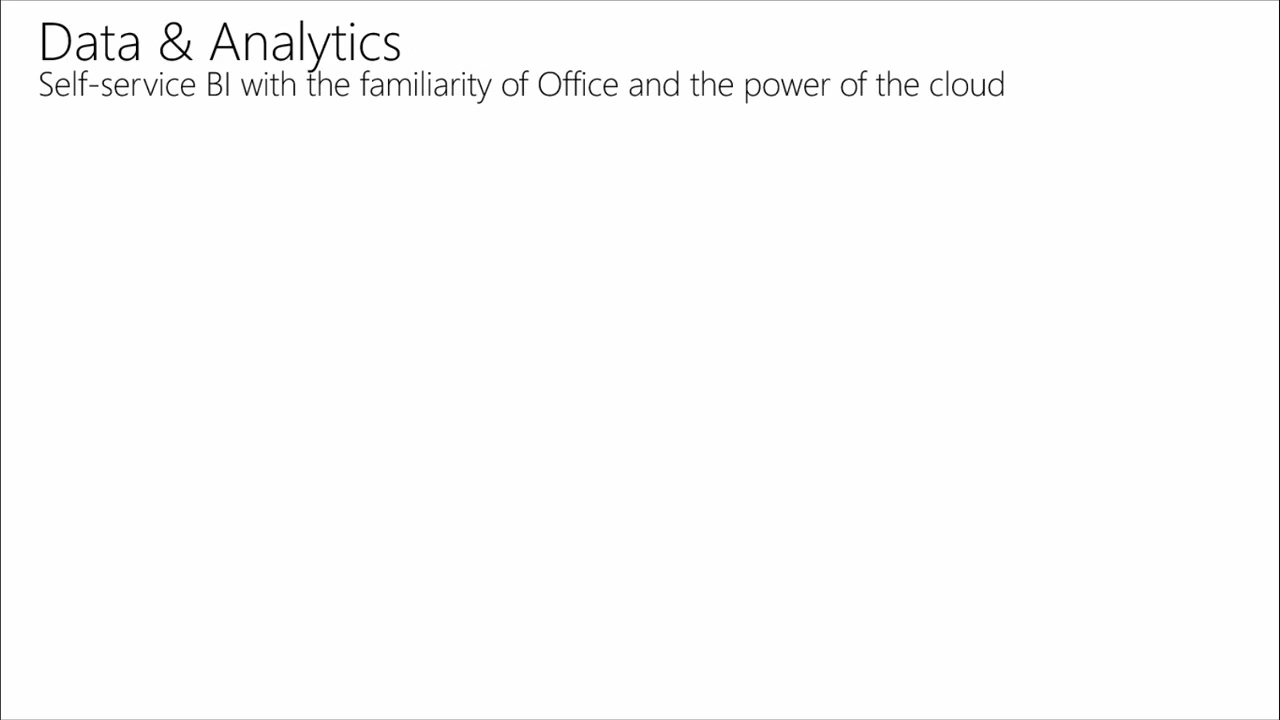 Data & Analytics
Self-service BI with the familiarity of Office and the power of the cloud